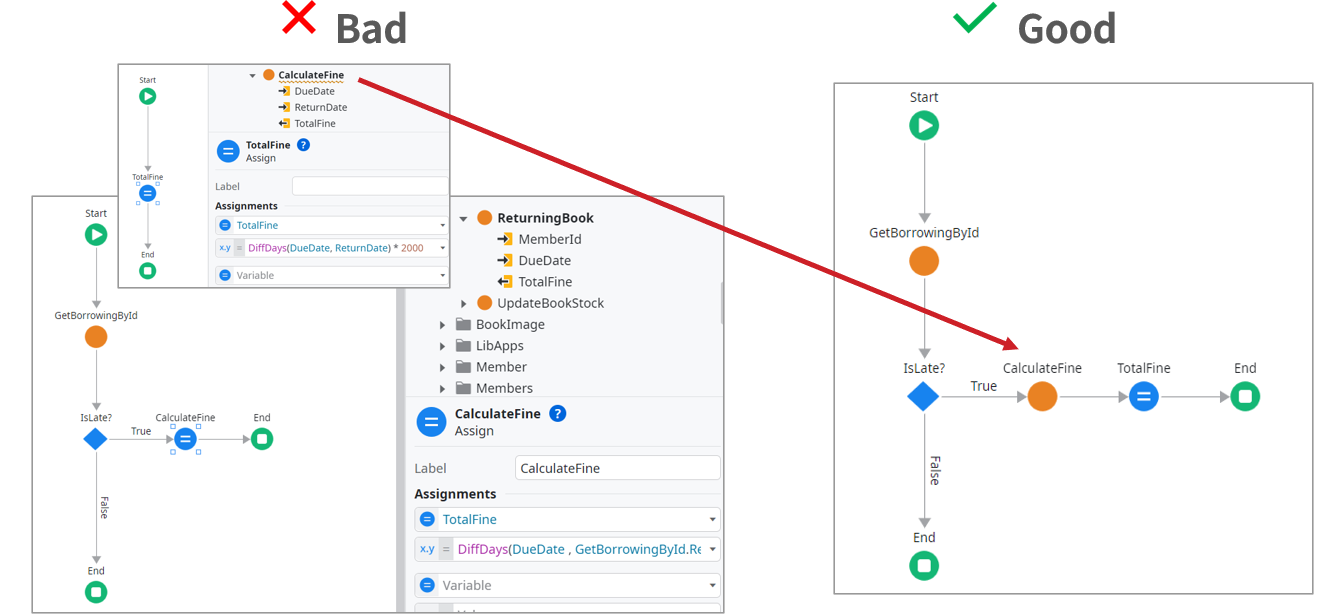 Bad
Good
Start
TotalFine
End
CalculateFine
DueDate
ReturnDate
TotalFine
TotalFine ?
Assign
Label
Assignments
TotalFine
x.y = DiffDays(DueDate, ReturnDate) * 2000
Variable
Start
GetBorrowingById
IsLate?
True
CalculateFine
End
False
End
ReturningBook
MemberId
DueDate
TotalFine
UpdateBookStock
BookImage
LibApps
Member
Members
CalculateFine ?
Assign
Label
CalculateFine
Assignments
TotalFine
x.y = DiffDays(DueDate , GetBorrowingById.Re
Variable
Start
GetBorrowingById
IsLate?
True
CalculateFine
TotalFine
End
False
End